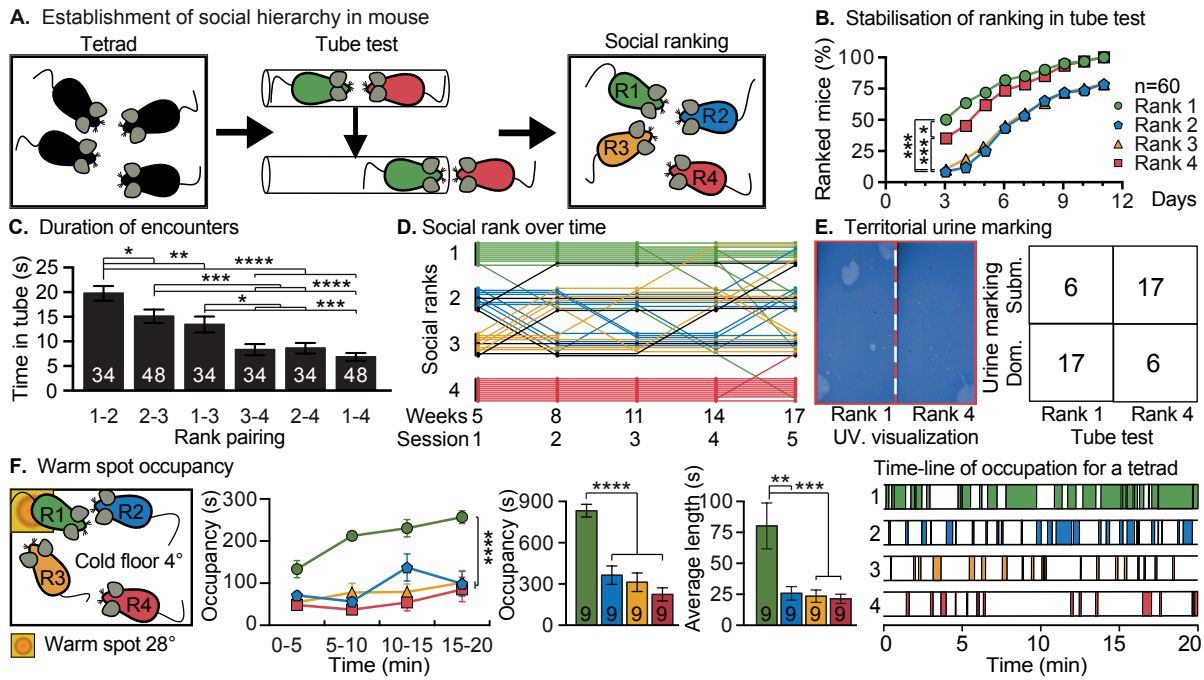 A. Establishment of social hierarchy in mouse
Tetrad
Tube test
Social ranking
R1
R2
R3
R4
B. Stabilisation of ranking in tube test
Ranked mice (%)
100
75
50
25
0
0 3 6 9 12
Days
***
****
*
n=60
Rank 1
Rank 2
Rank 3
Rank 4
C. Duration of encounters
Time in tube (s)
25
20
15
10
5
0
* ** ****
*** ****
* ***
34 48 34 34 34 48
1-2 2-3 1-3 3-4 2-4 1-4
Rank pairing
D. Social rank over time
Social ranks
1
2
3
4
Weeks 5 8 11 14 17
Session 1 2 3 4 5
E. Territorial urine marking
Rank 1 Rank 4
UV. visualization
Urine marking
Dom. Subm.
6 17
17 6
Rank 1 Rank 4
Tube test
F. Warm spot occupancy
R1
R2
R3
R4
Cold floor 4°
Warm spot 28°
Occupancy (s)
300
200
100
0
****
0-5 5-10 10-15 15-20
Time (min)
Occupancy (s)
900
600
300
0
****
9 9 9 9
Average length (s)
100
75
50
25
0
** ***
9 9 9 9
Time-line of occupation for a tetrad
1
2
3
4
0 5 10 15 20
Time (min)